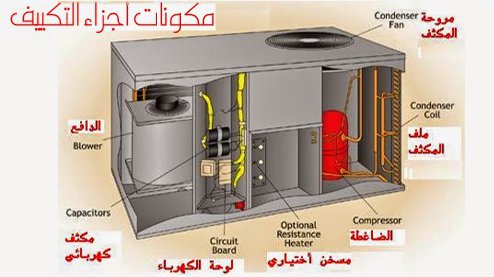 مكونات أجزاء التكييف
Condenser
Fan
مروحة
المكثف
Condenser
Coil
ملف
المكثف
الدافع
Blower
Capacitors
مكثف
كهربائي
Circuit
Board
لوحة الكهرباء
Optional
Resistance
Heater
مسخن أختياري
Compressor
الضاغطة